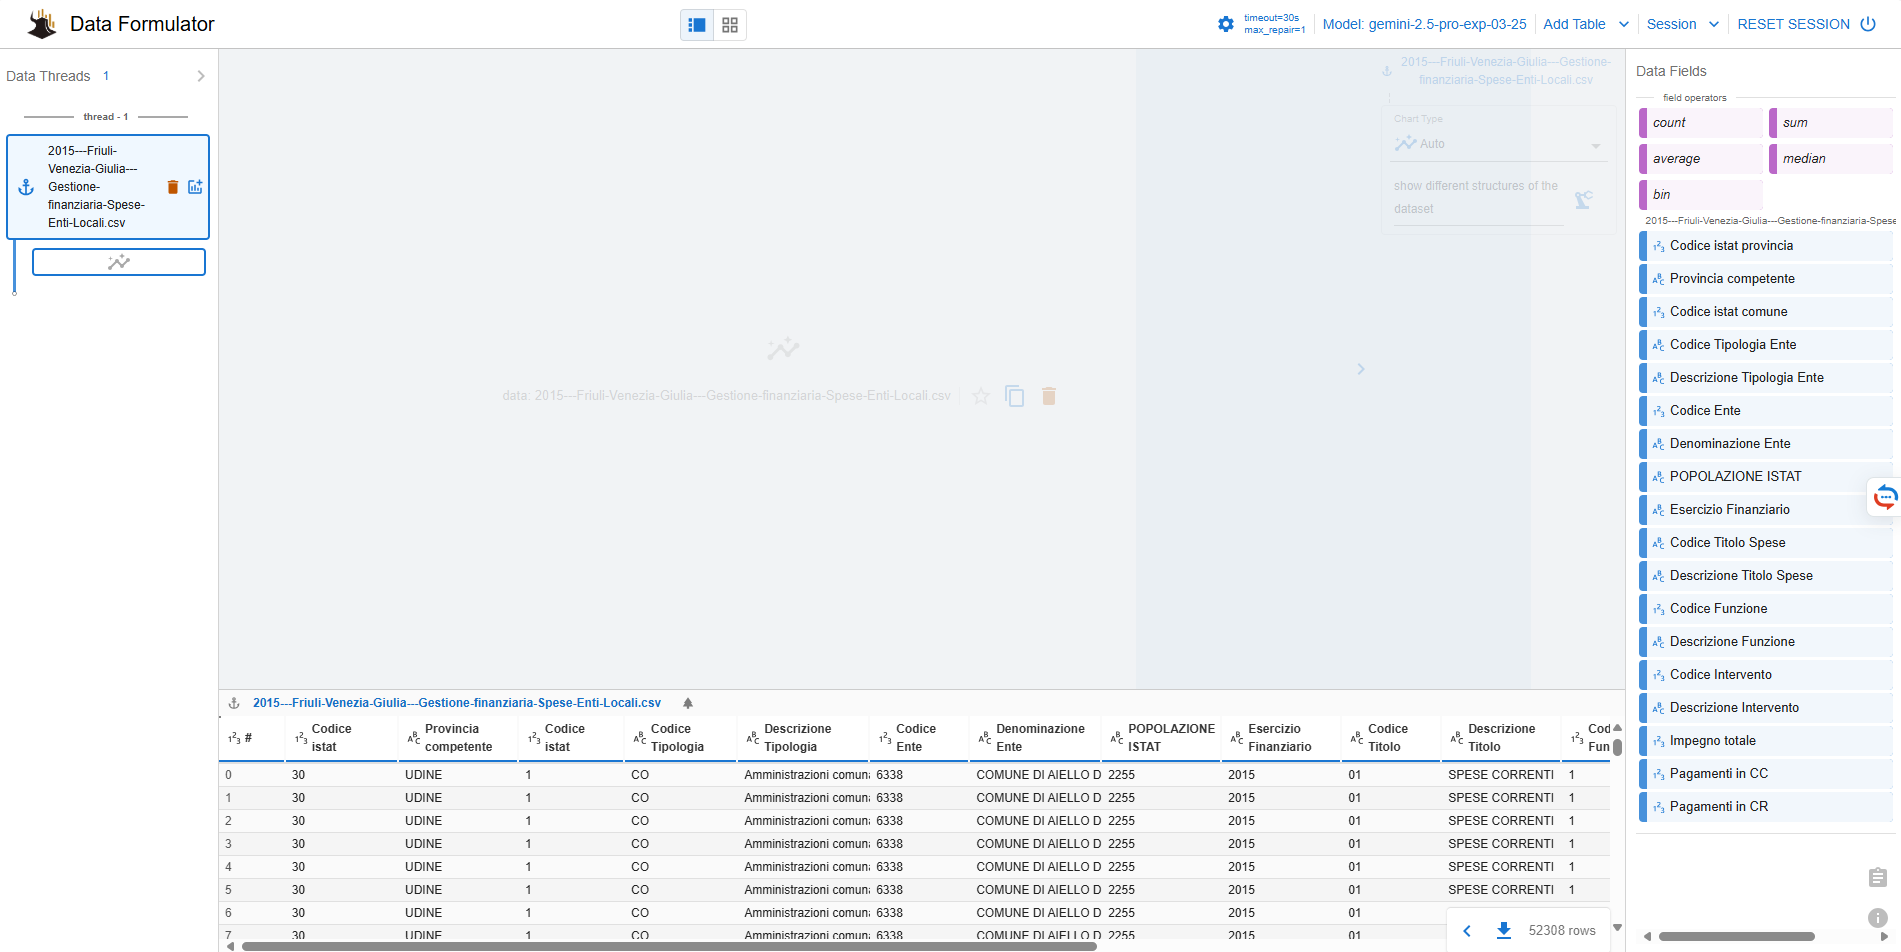 Data Formulator
timeout=30s
max_repair=1
Model: gemini-2.5-pro-exp-03-25
Add Table
Session
RESET SESSION
Data Threads 1
thread - 1
2015---Friuli-
Venezia-Giulia---
Gestione-
finanziaria-Spese-
Enti-Locali.csv
data: 2015---Friuli-Venezia-Giulia---Gestione-finanziaria-Spese-Enti-Locali.csv
2015---Friuli-Venezia-Giulia---Gestione-
finanziaria-Spese-Enti-Locali.csv
Chart Type
Auto
show different structures of the
dataset
Data Fields
field operators
count sum
average median
bin
2015---Friuli-Venezia-Giulia---Gestione-finanziaria-Spese
Codice istat provincia
Provincia competente
Codice istat comune
Codice Tipologia Ente
Descrizione Tipologia Ente
Codice Ente
Denominazione Ente
POPOLAZIONE ISTAT
Esercizio Finanziario
Codice Titolo Spese
Descrizione Titolo Spese
Codice Funzione
Descrizione Funzione
Codice Intervento
Descrizione Intervento
Impegno totale
Pagamenti in CC
Pagamenti in CR
2015---Friuli-Venezia-Giulia---Gestione-finanziaria-Spese-Enti-Locali.csv
# Codice istat Provincia competente Codice istat Codice Tipologia Descrizione Tipologia Codice Ente Denominazione Ente POPOLAZIONE ISTAT Esercizio Finanziario Codice Titolo Descrizione Titolo Cod Fun
0 30 UDINE 1 CO Amministrazioni comun 6338 COMUNE DI AIELLO D 2255 2015 01 SPESE CORRENTI 1
1 30 UDINE 1 CO Amministrazioni comun 6338 COMUNE DI AIELLO D 2255 2015 01 SPESE CORRENTI 1
2 30 UDINE 1 CO Amministrazioni comun 6338 COMUNE DI AIELLO D 2255 2015 01 SPESE CORRENTI 1
3 30 UDINE 1 CO Amministrazioni comun 6338 COMUNE DI AIELLO D 2255 2015 01 SPESE CORRENTI 1
4 30 UDINE 1 CO Amministrazioni comun 6338 COMUNE DI AIELLO D 2255 2015 01 SPESE CORRENTI 1
5 30 UDINE 1 CO Amministrazioni comun 6338 COMUNE DI AIELLO D 2255 2015 01 SPESE CORRENTI 1
6 30 UDINE 1 CO Amministrazioni comun 6338 COMUNE DI AIELLO D 2255 2015 01
7 30 UDINE 1 CO Amministrazioni comun 6338 COMUNE DI AIELLO D 2255 2015 01
52308 rows